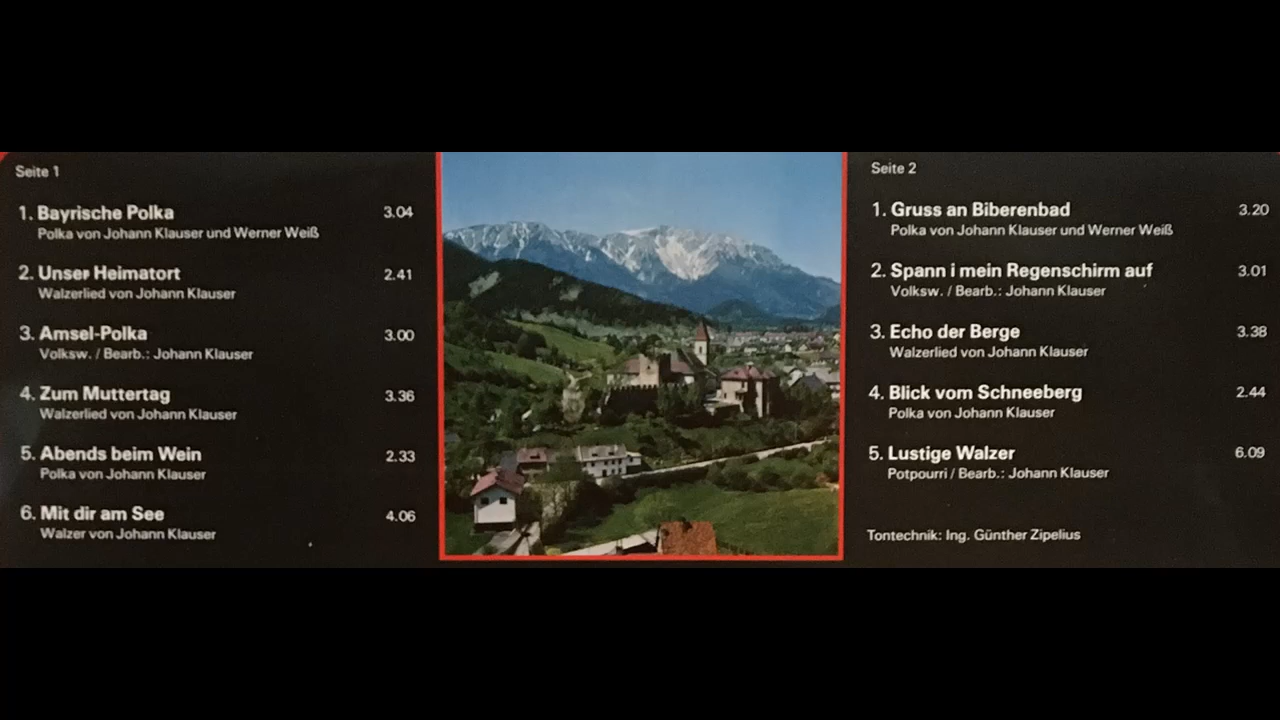 Seite 1
1. Bayrische Polka 3.04
Polka von Johann Klauser und Werner Weiß
2. Unser Heimatort 2.41
Walzerlied von Johann Klauser
3. Amsel-Polka 3.00
Volksw. / Bearb.: Johann Klauser
4. Zum Muttertag 3.36
Walzerlied von Johann Klauser
5. Abends beim Wein 2.33
Polka von Johann Klauser
6. Mit dir am See 4.06
Walzer von Johann Klauser
Seite 2
1. Gruss an Biberenbad 3.20
Polka von Johann Klauser und Werner Weiß
2. Spann i mein Regenschirm auf 3.01
Volksw. / Bearb.: Johann Klauser
3. Echo der Berge 3.38
Walzerlied von Johann Klauser
4. Blick vom Schneeberg 2.44
Polka von Johann Klauser
5. Lustige Walzer 6.09
Potpourri / Bearb.: Johann Klauser
Tontechnik: Ing. Günther Zipelius